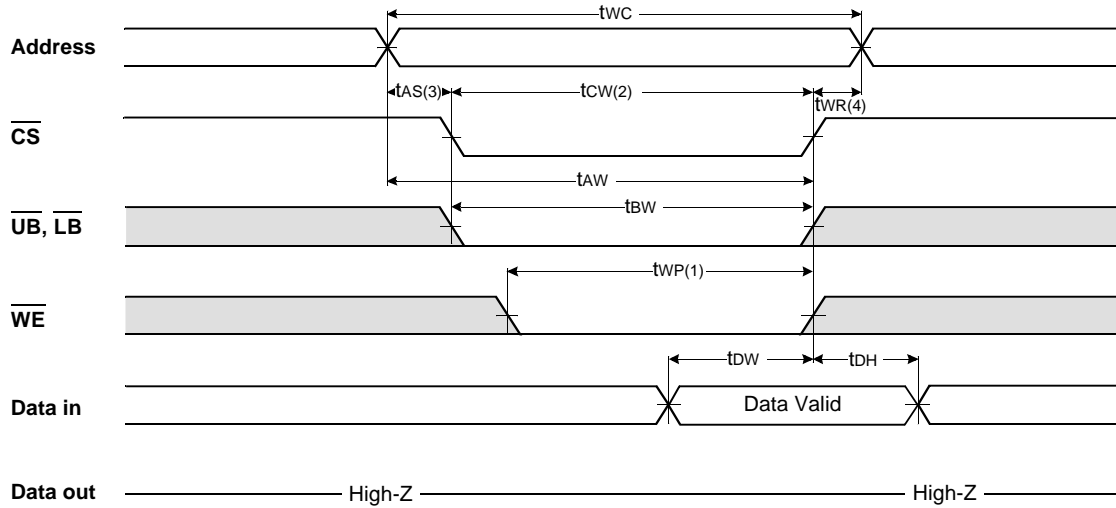 tWC
Address
tAS(3) tCW(2) tWR(4)
CS
tAW
UB, LB
tBW
WE
tWP(1)
tDW tDH
Data in Data Valid
Data out High-Z High-Z